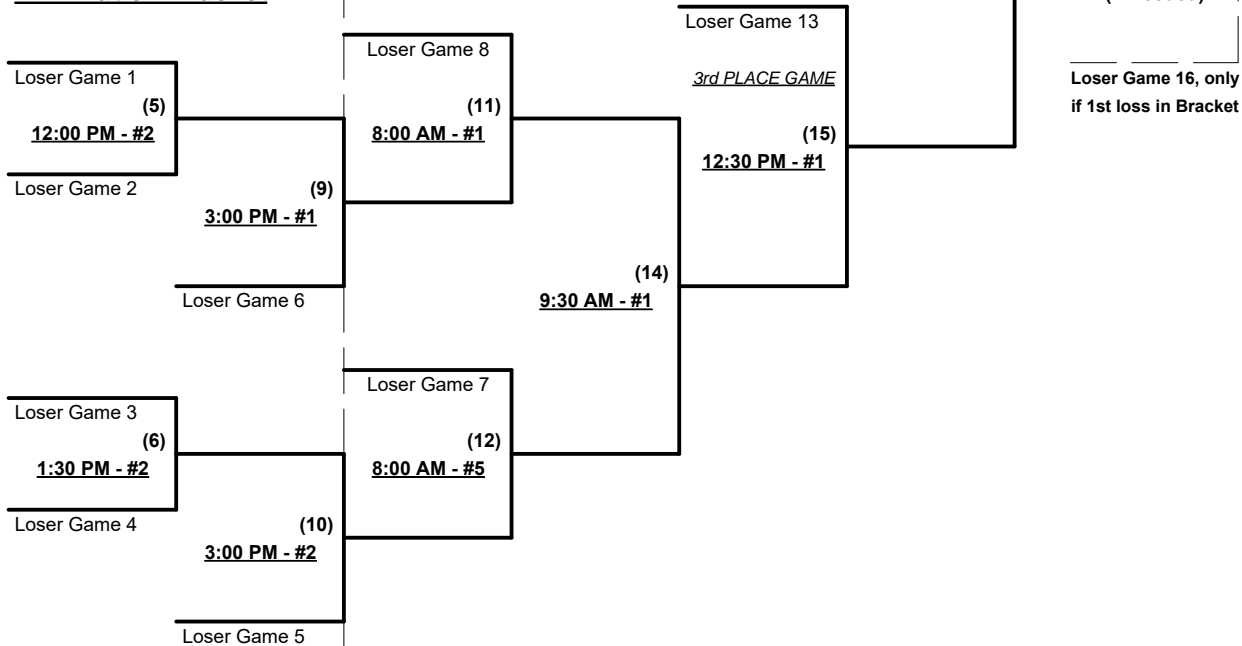 Loser Game 13
Loser Game 8
Loser Game 1
3rd PLACE GAME
Loser Game 16, only
if 1st loss in Bracket
(5)
12:00 PM - #2
(11)
8:00 AM - #1
(15)
12:30 PM - #1
Loser Game 2
(9)
3:00 PM - #1
(14)
9:30 AM - #1
Loser Game 6
Loser Game 7
Loser Game 3
(6)
1:30 PM - #2
(12)
8:00 AM - #5
Loser Game 4
(10)
3:00 PM - #2
Loser Game 5